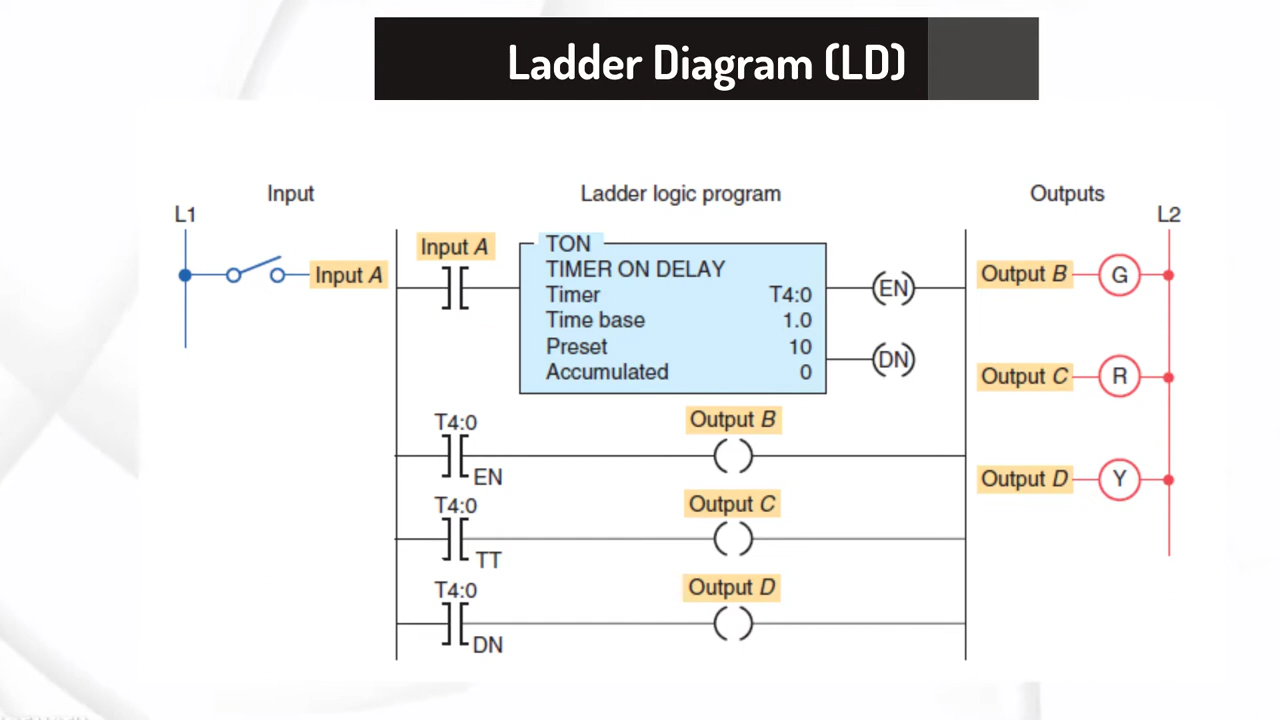 Ladder Diagram (LD)
Input
Ladder logic program
Outputs
L1
L2
Input A
Input A
TON
TIMER ON DELAY
Timer T4:0
Time base 1.0
Preset 10
Accumulated 0
EN
DN
Output B G
Output C R
Output D Y
T4:0
EN
Output B
T4:0
TT
Output C
T4:0
DN
Output D